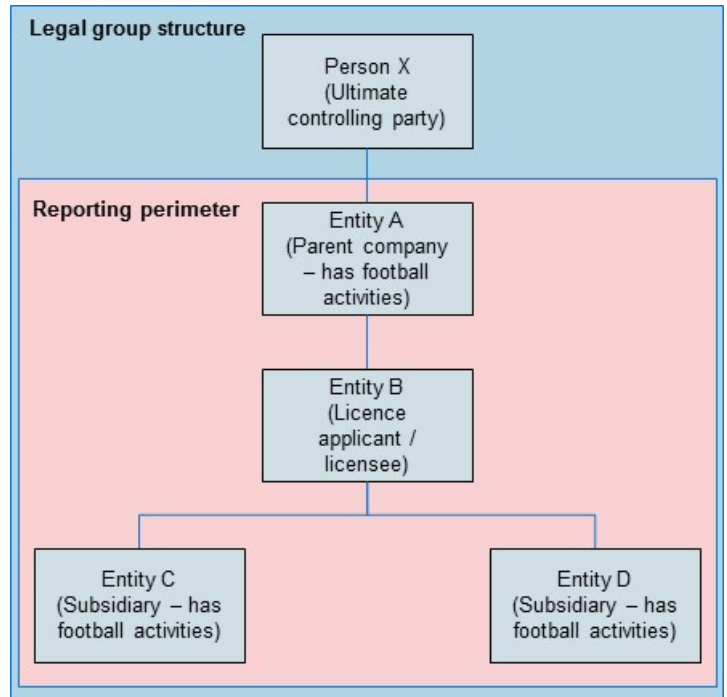 Legal group structure
Person X
(Ultimate
controlling party)
Reporting perimeter
Entity A
(Parent company
– has football
activities)
Entity B
(Licence
applicant /
licensee)
Entity C
(Subsidiary – has
football activities)
Entity D
(Subsidiary – has
football activities)